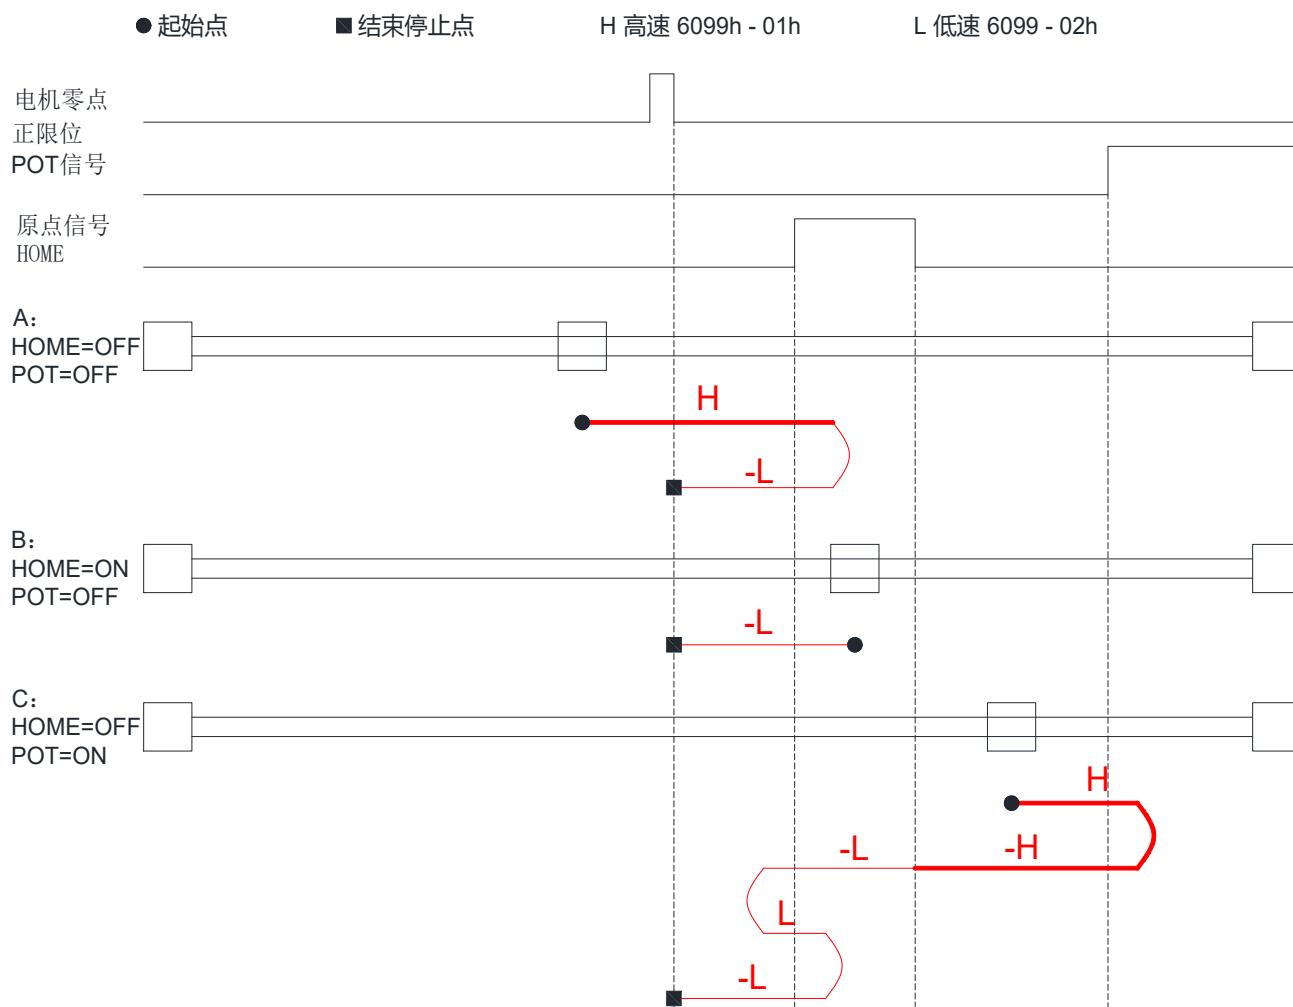 起始点 结束停止点 H 高速 6099h - 01h L 低速 6099 - 02h
电机零点
正限位
POT信号
原点信号
HOME
A:
HOME=OFF
POT=OFF
H
-L
B:
HOME=ON
POT=OFF
-L
C:
HOME=OFF
POT=ON
H
-L -H
L
-L